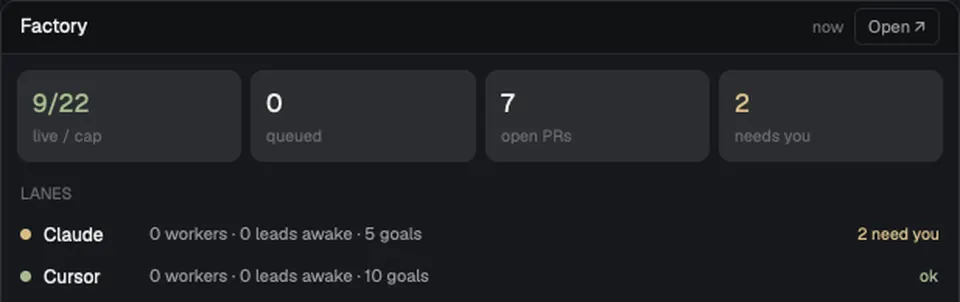 Factory now Open ↗
9/22 0 7 2
live / cap queued open PRs needs you
LANES
Claude 0 workers · 0 leads awake · 5 goals 2 need you
Cursor 0 workers · 0 leads awake · 10 goals ok